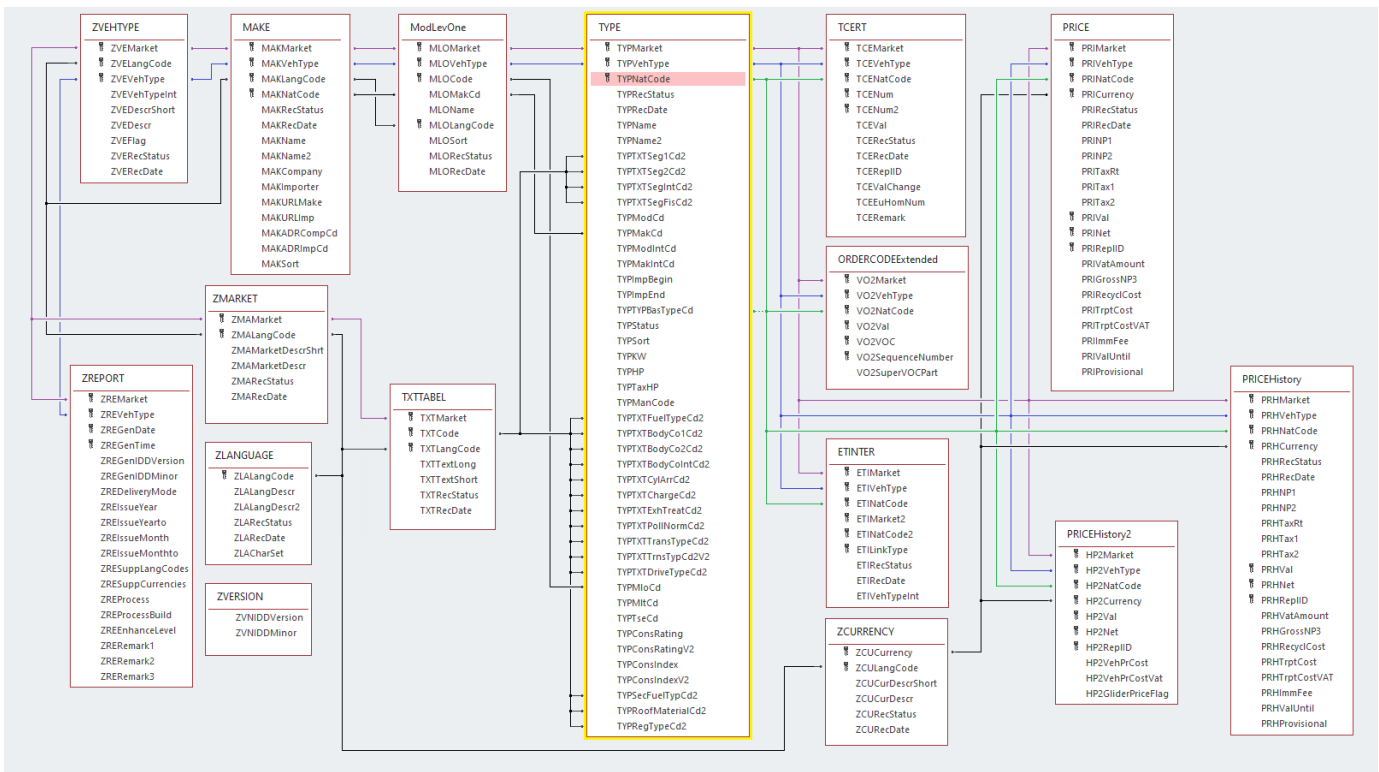 ZVEHTYPE
ZVEMarket
ZVELangCode
ZVEVehType
ZVEVehTypeInt
ZVEDescrShort
ZVEDescr
ZVEFlag
ZVERecStatus
ZVERecDate
MAKE
MAKMarket
MAKVehType
MAKLangCode
MAKNatCode
MAKRecStatus
MAKRecDate
MAKName
MAKName2
MAKCompany
MAKImporter
MAKURLMake
MAKURLImp
MAKADRCompCd
MAKADRImpCd
MAKSort
ModLevOne
MLOMarket
MLOVehType
MLOCode
MLOMakCd
MLOName
MLOLangCode
MLOSort
MLORecStatus
MLORecDate
TYPE
TYPMarket
TYPVehType
TYPNatCode
TYPRecStatus
TYPRecDate
TYPName
TYPName2
TYPTXTSeg1Cd2
TYPTXTSeg2Cd2
TYPTXTSegIntCd2
TYPTXTSegFisCd2
TYPModCd
TYPMakCd
TYPModIntCd
TYPMakIntCd
TYPImpBegin
TYPImpEnd
TYPTYPBasTypeCd
TYPStatus
TYPSort
TYPKW
TYPHP
TYPTaxHP
TYPManCode
TYPTXTFuelTypeCd2
TYPTXTBodyCo1Cd2
TYPTXTBodyCo2Cd2
TYPTXTBodyCoIntCd2
TYPTXTCylArrCd2
TYPTXTChargeCd2
TYPTXTExhTreatCd2
TYPTXTPollNormCd2
TYPTXTTransTypeCd2
TYPTXTTrnsTypCd2V2
TYPTXTDriveTypeCd2
TYPMloCd
TYPMltCd
TYPTseCd
TYPConsRating
TYPConsRatingV2
TYPConsIndex
TYPConsIndexV2
TYPSecFuelTypCd2
TYPRoofMaterialCd2
TYPRegTypeCd2
TCERT
TCEMarket
TCEVehType
TCENatCode
TCENum
TCENum2
TCEVal
TCERecStatus
TCERecDate
TCEReplID
TCEValChange
TCEEuHomNum
TCERemark
PRICE
PRIMarket
PRIVehType
PRINatCode
PRICurrency
PRIRecStatus
PRIRecDate
PRINP1
PRINP2
PRITaxRt
PRITax1
PRITax2
PRIVal
PRINet
PRIReplID
PRIVatAmount
PRIGrossNP3
PRIRecyclCost
PRITrptCost
PRITrptCostVAT
PRIImmFee
PRIValUntil
PRIProvisional
ORDERCODEExtended
VO2Market
VO2VehType
VO2NatCode
VO2Val
VO2VOC
VO2SequenceNumber
VO2SuperVOCPart
ZMARKET
ZMAMarket
ZMALangCode
ZMAMarketDescrShrt
ZMAMarketDescr
ZMARecStatus
ZMARecDate
ZREPORT
ZREMarket
ZREVehType
ZREGenDate
ZREGenTime
ZREGenIDDVersion
ZREGenIDDMinor
ZREDeliveryMode
ZREIssueYear
ZREIssueYearto
ZREIssueMonth
ZREIssueMonthto
ZRESuppLangCodes
ZRESuppCurrencies
ZREProcess
ZREProcessBuild
ZREEnhanceLevel
ZRERemark1
ZRERemark2
ZRERemark3
TXTTABEL
TXTMarket
TXTCode
TXTLangCode
TXTTextLong
TXTTextShort
TXTRecStatus
TXTRecDate
ZLANGUAGE
ZLALangCode
ZLALangDescr
ZLALangDescr2
ZLARecStatus
ZLARecDate
ZLACharSet
ZVERSION
ZVNIDDVersion
ZVNIDDMinor
ETINTER
ETIMarket
ETIVehType
ETINatCode
ETIMarket2
ETINatCode2
ETILinkType
ETIRecStatus
ETIRecDate
ETIVehTypeInt
ZCURRENCY
ZCUCurrency
ZCULangCode
ZCUCurDescrShort
ZCUCurDescr
ZCURecStatus
ZCURecDate
PRICEHistory2
HP2Market
HP2VehType
HP2NatCode
HP2Currency
HP2Val
HP2Net
HP2ReplID
HP2VehPrCost
HP2VehPrCostVat
HP2GliderPriceFlag
PRICEHistory
PRHMarket
PRHVehType
PRHNatCode
PRHCurrency
PRHRecStatus
PRHRecDate
PRHNP1
PRHNP2
PRHTaxRt
PRHTax1
PRHTax2
PRHVal
PRHNet
PRHReplID
PRHVatAmount
PRHGrossNP3
PRHRecyclCost
PRHTrptCost
PRHTrptCostVAT
PRHImmFee
PRHValUntil
PRHProvisional